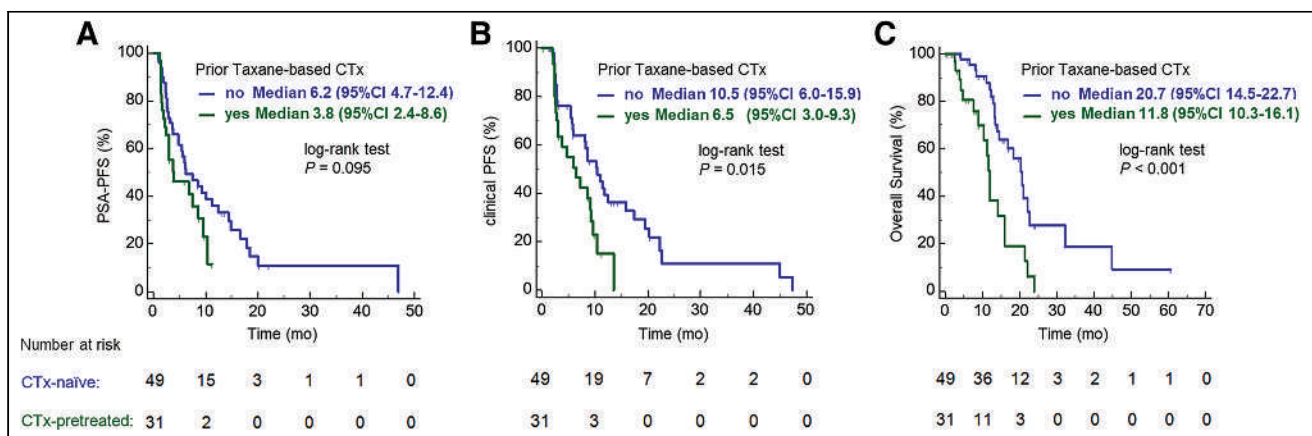 A
100
80
60
40
20
0
PSA-PFS (%)
Prior Taxane-based CTx
no Median 6.2 (95%CI 4.7-12.4)
yes Median 3.8 (95%CI 2.4-8.6)
log-rank test
P = 0.095
0 10 20 30 40 50
Time (mo)
B
100
80
60
40
20
0
clinical PFS (%)
Prior Taxane-based CTx
no Median 10.5 (95%CI 6.0-15.9)
yes Median 6.5 (95%CI 3.0-9.3)
log-rank test
P = 0.015
0 10 20 30 40 50
Time (mo)
C
100
80
60
40
20
0
Overall Survival (%)
Prior Taxane-based CTx
no Median 20.7 (95%CI 14.5-22.7)
yes Median 11.8 (95%CI 10.3-16.1)
log-rank test
P < 0.001
0 10 20 30 40 50 60 70
Time (mo)
Number at risk
CTx-naïve: 49 15 3 1 1 0 49 19 7 2 2 0 49 36 12 3 2 1 1 0
CTx-pretreated: 31 2 0 0 0 0 31 3 0 0 0 0 31 11 3 0 0 0 0 0